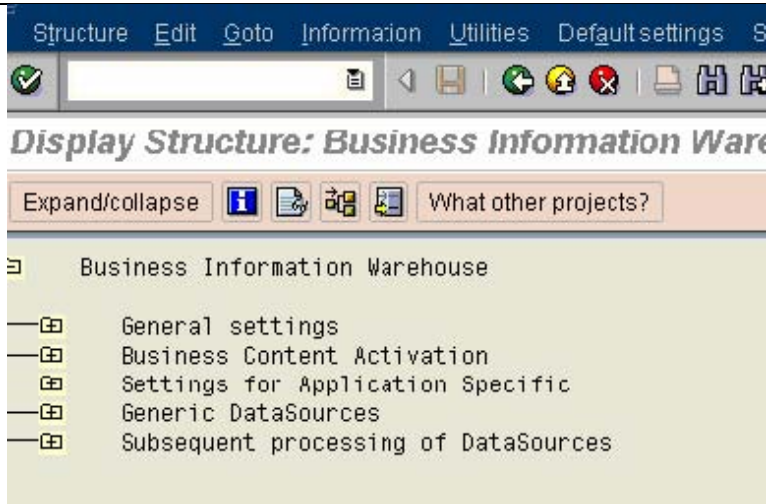 Structure Edit Goto Information Utilities Default settings S
Display Structure: Business Information Ware
Expand/collapse What other projects?
Business Information Warehouse
General settings
Business Content Activation
Settings for Application Specific
Generic DataSources
Subsequent processing of DataSources